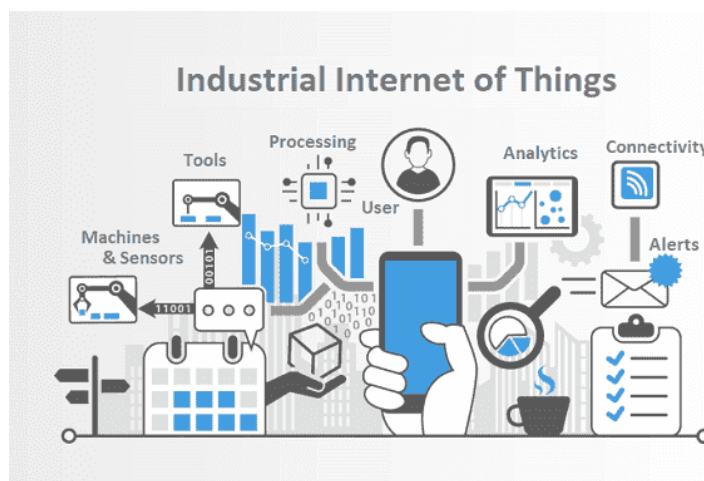 Industrial Internet of Things
Processing
Tools
User
Analytics
Connectivity
Machines
& Sensors
Alerts
11001